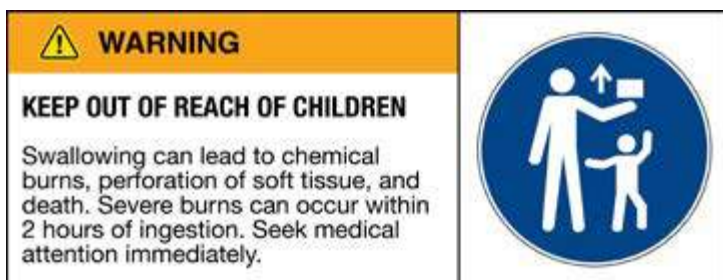 WARNING
KEEP OUT OF REACH OF CHILDREN
Swallowing can lead to chemical
burns, perforation of soft tissue, and
death. Severe burns can occur within
2 hours of ingestion. Seek medical
attention immediately.